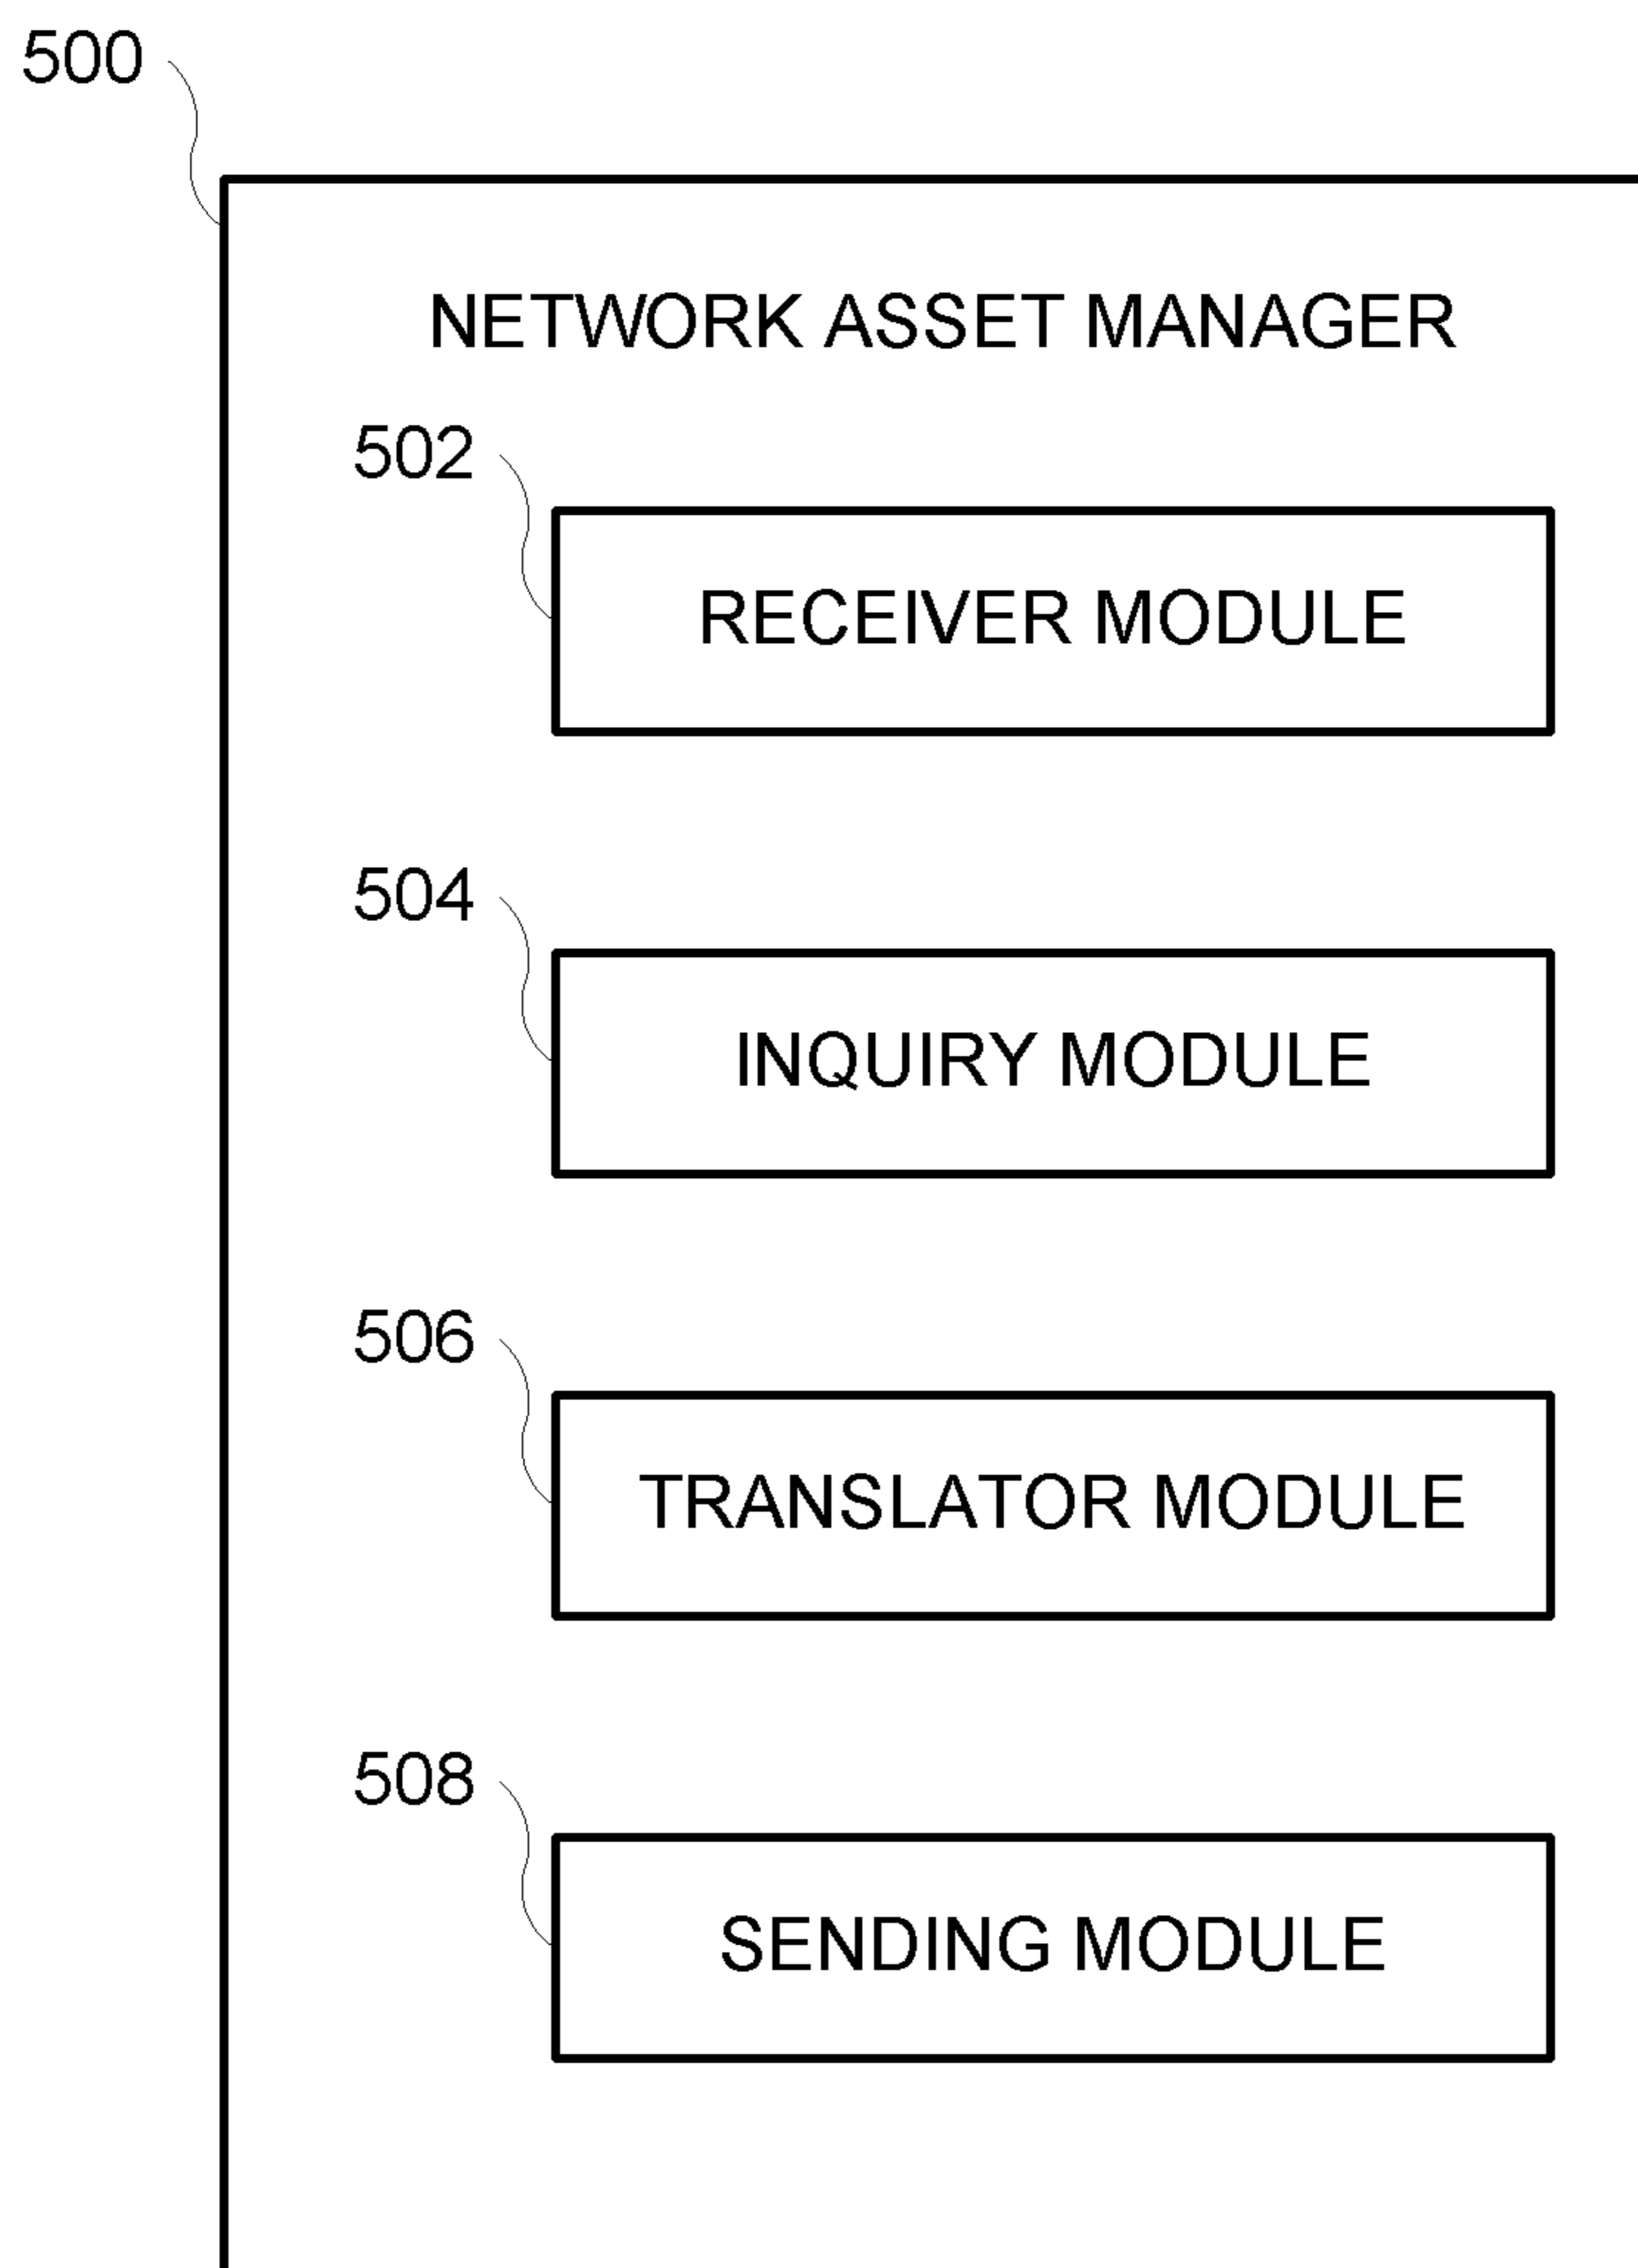 500
NETWORK ASSET MANAGER
502
RECEIVER MODULE
504
INQUIRY MODULE
506
TRANSLATOR MODULE
508
SENDING MODULE